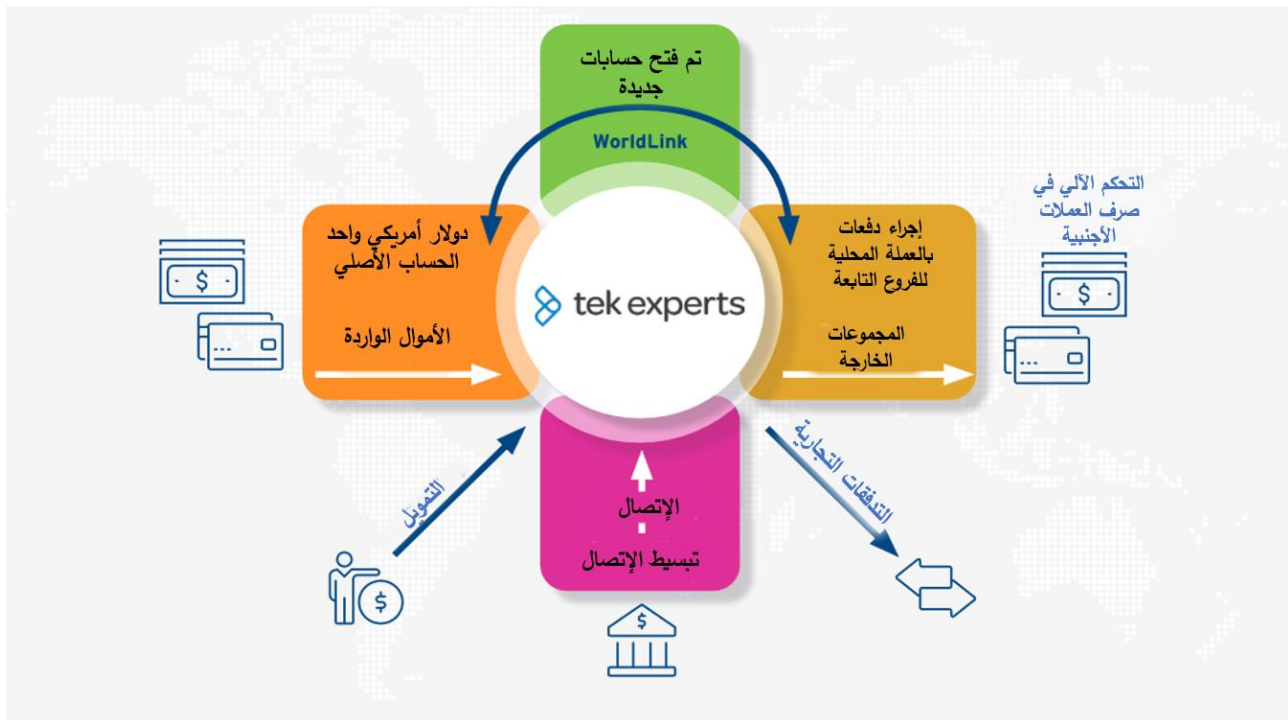 تم فتح حسابات
جديدة
WorldLink
التحكم الآلي في
صرف العملات
الأجنبية
إجراء دفعات
بالعملة المحلية
للفروع التابعة
المجموعات
الخارجة
tek experts
دولار أمريكي واحد
الحساب الأصلي
الأموال الواردة
التدفقات التجارية
التمويل
الإتصال
تبسيط الإتصال